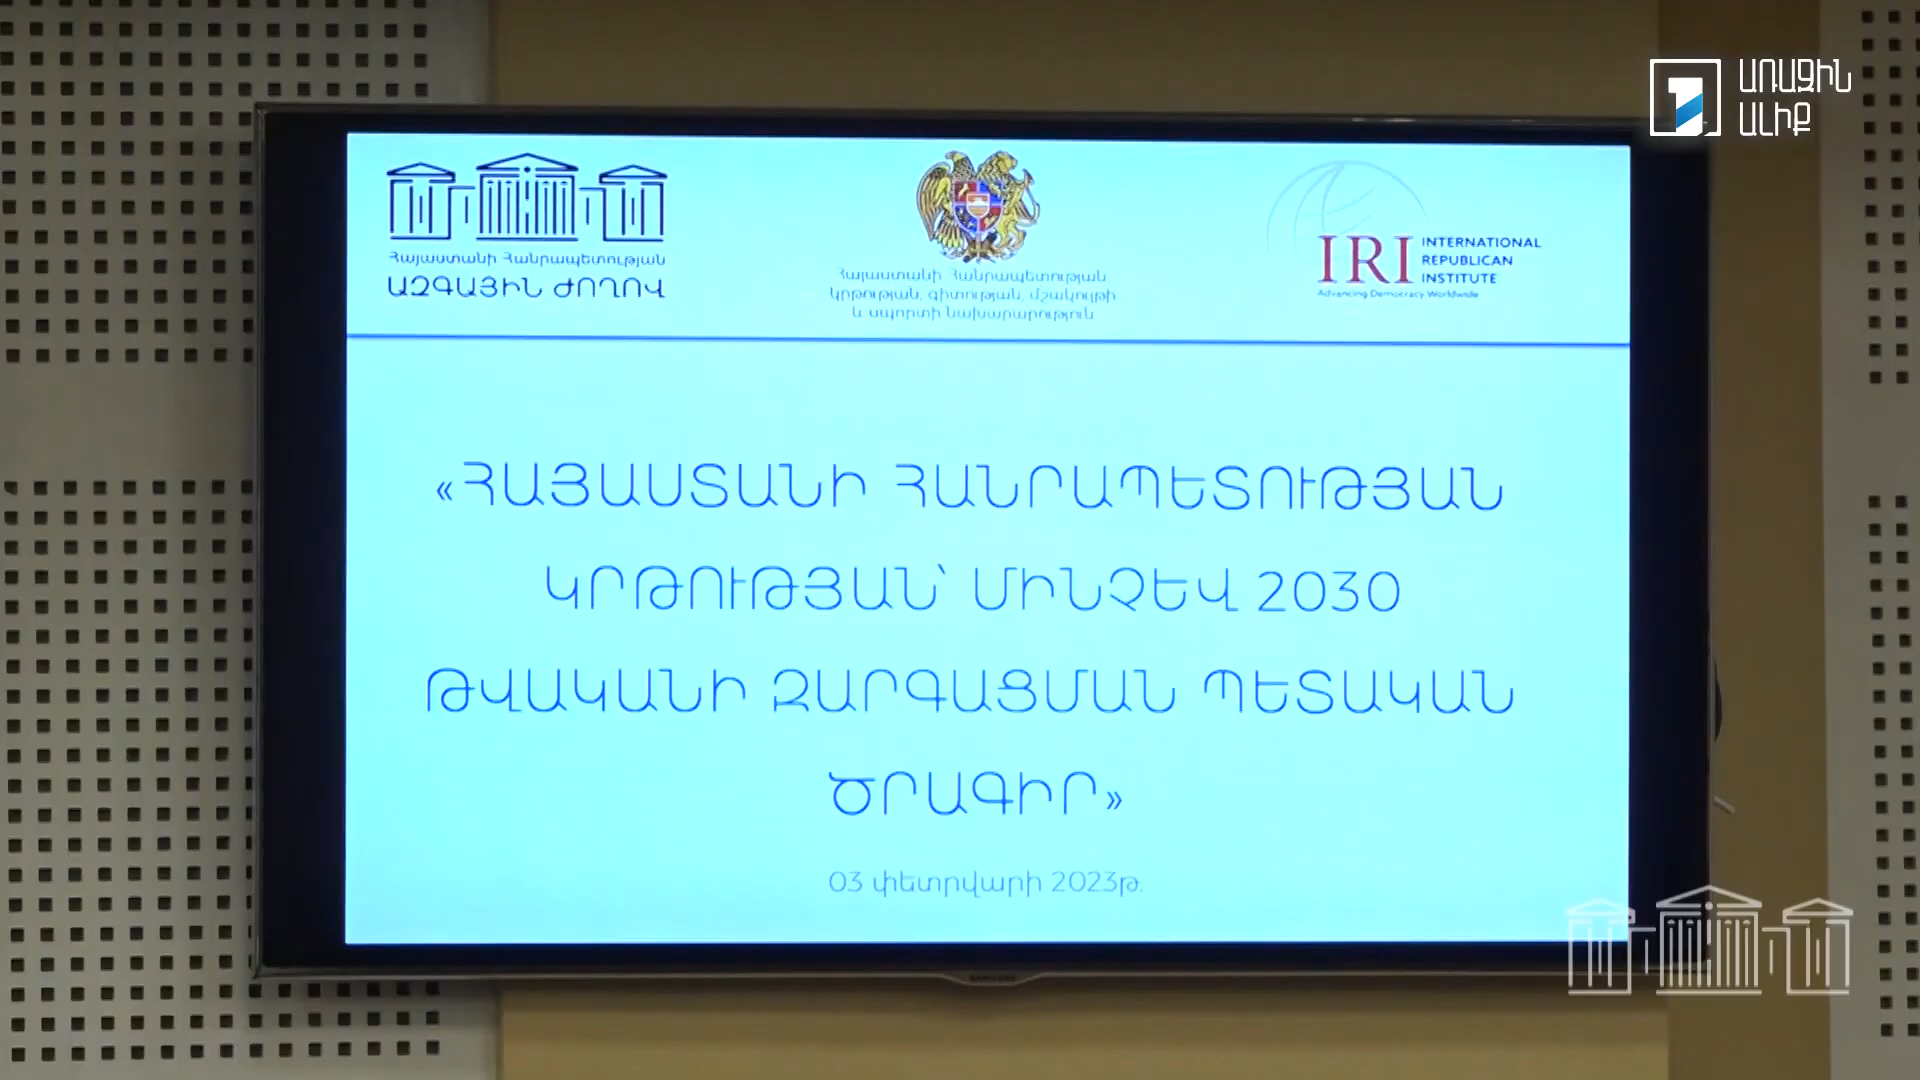 ԱՌԱՋԻՆ
ԱԼԻՔ
Հայաստանի Հանրապետության
ԱԶԳԱՅԻՆ ԺՈՂՈՎ
Հայաստանի Հանրապետության
կրթության, գիտության, մշակույթի
և սպորտի նախարարություն
IRI INTERNATIONAL
REPUBLICAN
INSTITUTE
Advancing Democracy Worldwide
«ՀԱՅԱՍՏԱՆԻ ՀԱՆՐԱՊԵՏՈՒԹՅԱՆ
ԿՐԹՈՒԹՅԱՆ՝ ՄԻՆՉԵՎ 2030
ԹՎԱԿԱՆԻ ԶԱՐԳԱՑՄԱՆ ՊԵՏԱԿԱՆ
ԾՐԱԳԻՐ»
03 փետրվարի 2023թ.
SAMSUNG